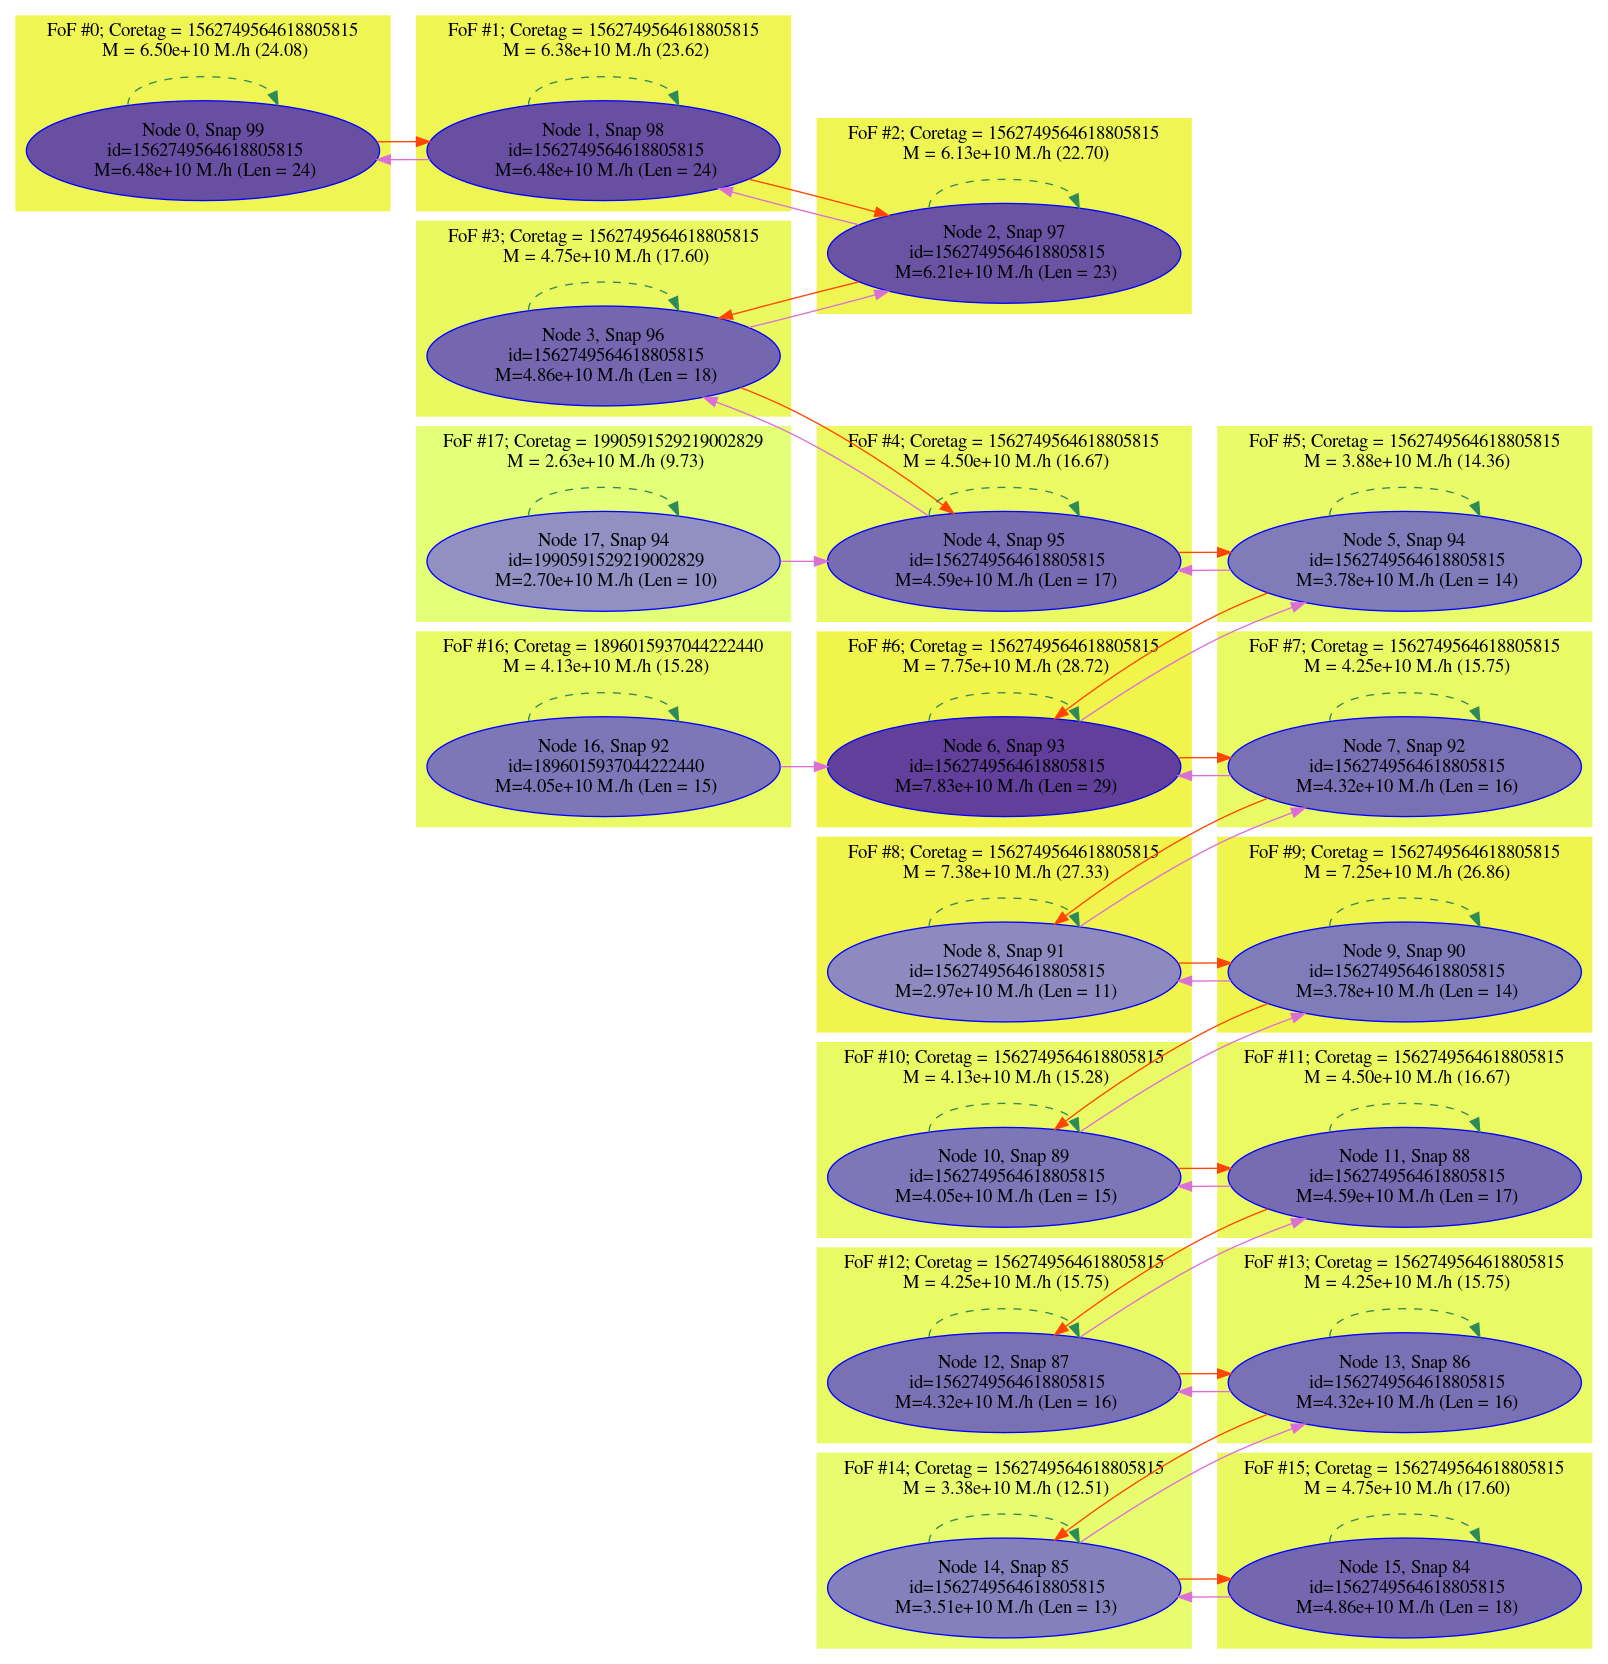 FoF #0; Coretag = 1562749564618805815
M = 6.50e+10 M./h (24.08)
Node 0, Snap 99
id=1562749564618805815
M=6.48e+10 M./h (Len = 24)
FoF #1; Coretag = 1562749564618805815
M = 6.38e+10 M./h (23.62)
Node 1, Snap 98
id=1562749564618805815
M=6.48e+10 M./h (Len = 24)
FoF #2; Coretag = 1562749564618805815
M = 6.13e+10 M./h (22.70)
Node 2, Snap 97
id=1562749564618805815
M=6.21e+10 M./h (Len = 23)
FoF #3; Coretag = 1562749564618805815
M = 4.75e+10 M./h (17.60)
Node 3, Snap 96
id=1562749564618805815
M=4.86e+10 M./h (Len = 18)
FoF #17; Coretag = 1990591529219002829
M = 2.63e+10 M./h (9.73)
Node 17, Snap 94
id=1990591529219002829
M=2.70e+10 M./h (Len = 10)
FoF #4; Coretag = 1562749564618805815
M = 4.50e+10 M./h (16.67)
Node 4, Snap 95
id=1562749564618805815
M=4.59e+10 M./h (Len = 17)
FoF #5; Coretag = 1562749564618805815
M = 3.88e+10 M./h (14.36)
Node 5, Snap 94
id=1562749564618805815
M=3.78e+10 M./h (Len = 14)
FoF #16; Coretag = 1896015937044222440
M = 4.13e+10 M./h (15.28)
Node 16, Snap 92
id=1896015937044222440
M=4.05e+10 M./h (Len = 15)
FoF #6; Coretag = 1562749564618805815
M = 7.75e+10 M./h (28.72)
Node 6, Snap 93
id=1562749564618805815
M=7.83e+10 M./h (Len = 29)
FoF #7; Coretag = 1562749564618805815
M = 4.25e+10 M./h (15.75)
Node 7, Snap 92
id=1562749564618805815
M=4.32e+10 M./h (Len = 16)
FoF #8; Coretag = 1562749564618805815
M = 7.38e+10 M./h (27.33)
Node 8, Snap 91
id=1562749564618805815
M=2.97e+10 M./h (Len = 11)
FoF #9; Coretag = 1562749564618805815
M = 7.25e+10 M./h (26.86)
Node 9, Snap 90
id=1562749564618805815
M=3.78e+10 M./h (Len = 14)
FoF #10; Coretag = 1562749564618805815
M = 4.13e+10 M./h (15.28)
Node 10, Snap 89
id=1562749564618805815
M=4.05e+10 M./h (Len = 15)
FoF #11; Coretag = 1562749564618805815
M = 4.50e+10 M./h (16.67)
Node 11, Snap 88
id=1562749564618805815
M=4.59e+10 M./h (Len = 17)
FoF #12; Coretag = 1562749564618805815
M = 4.25e+10 M./h (15.75)
Node 12, Snap 87
id=1562749564618805815
M=4.32e+10 M./h (Len = 16)
FoF #13; Coretag = 1562749564618805815
M = 4.25e+10 M./h (15.75)
Node 13, Snap 86
id=1562749564618805815
M=4.32e+10 M./h (Len = 16)
FoF #14; Coretag = 1562749564618805815
M = 3.38e+10 M./h (12.51)
Node 14, Snap 85
id=1562749564618805815
M=3.51e+10 M./h (Len = 13)
FoF #15; Coretag = 1562749564618805815
M = 4.75e+10 M./h (17.60)
Node 15, Snap 84
id=1562749564618805815
M=4.86e+10 M./h (Len = 18)